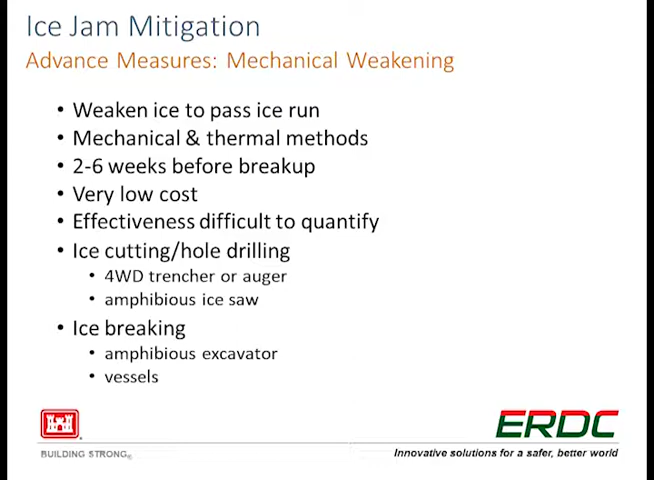 Ice Jam Mitigation
Advance Measures: Mechanical Weakening
• Weaken ice to pass ice run
• Mechanical & thermal methods
• 2-6 weeks before breakup
• Very low cost
• Effectiveness difficult to quantify
• Ice cutting/hole drilling
• 4WD trencher or auger
• amphibious ice saw
• Ice breaking
• amphibious excavator
• vessels
ERDC
BUILDING STRONG®
Innovative solutions for a safer, better world